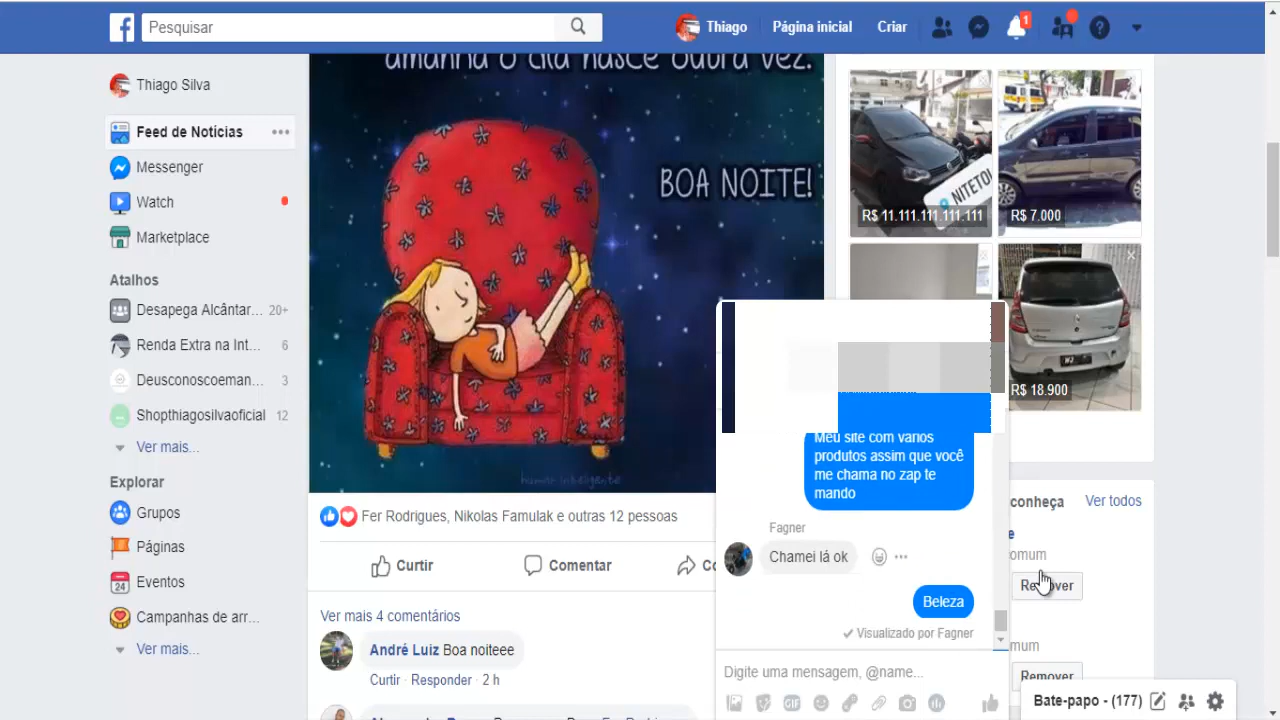 Pesquisar
Thiago
Página inicial
Criar
1
Thiago Silva
Feed de Notícias
Messenger
Watch
Marketplace
Atalhos
Desapega Alcântar... 20+
Renda Extra na Int... 6
Deusconoscoeman... 3
Shopthiagosilvaoficial 12
Ver mais...
Explorar
Grupos
Páginas
24 Eventos
Campanhas de arr...
Ver mais...
amanhã o dia nasce outra vez.
BOA NOITE!
Fer Rodrigues, Nikolas Famulak e outras 12 pessoas
Curtir
Comentar
Co
Ver mais 4 comentários
André Luiz Boa noiteee
Curtir · Responder · 2 h
R$ 11.111.111.111.111
R$ 7.000
R$ 18.900
Meu site com varios
produtos assim que você
me chama no zap te
mando
Fagner
Chamei lá ok
Beleza
Visualizado por Fagner
Digite uma mensagem, @name...
GIF
conheça
Ver todos
e
omum
Remover
mum
Remover
Bate-papo - (177)